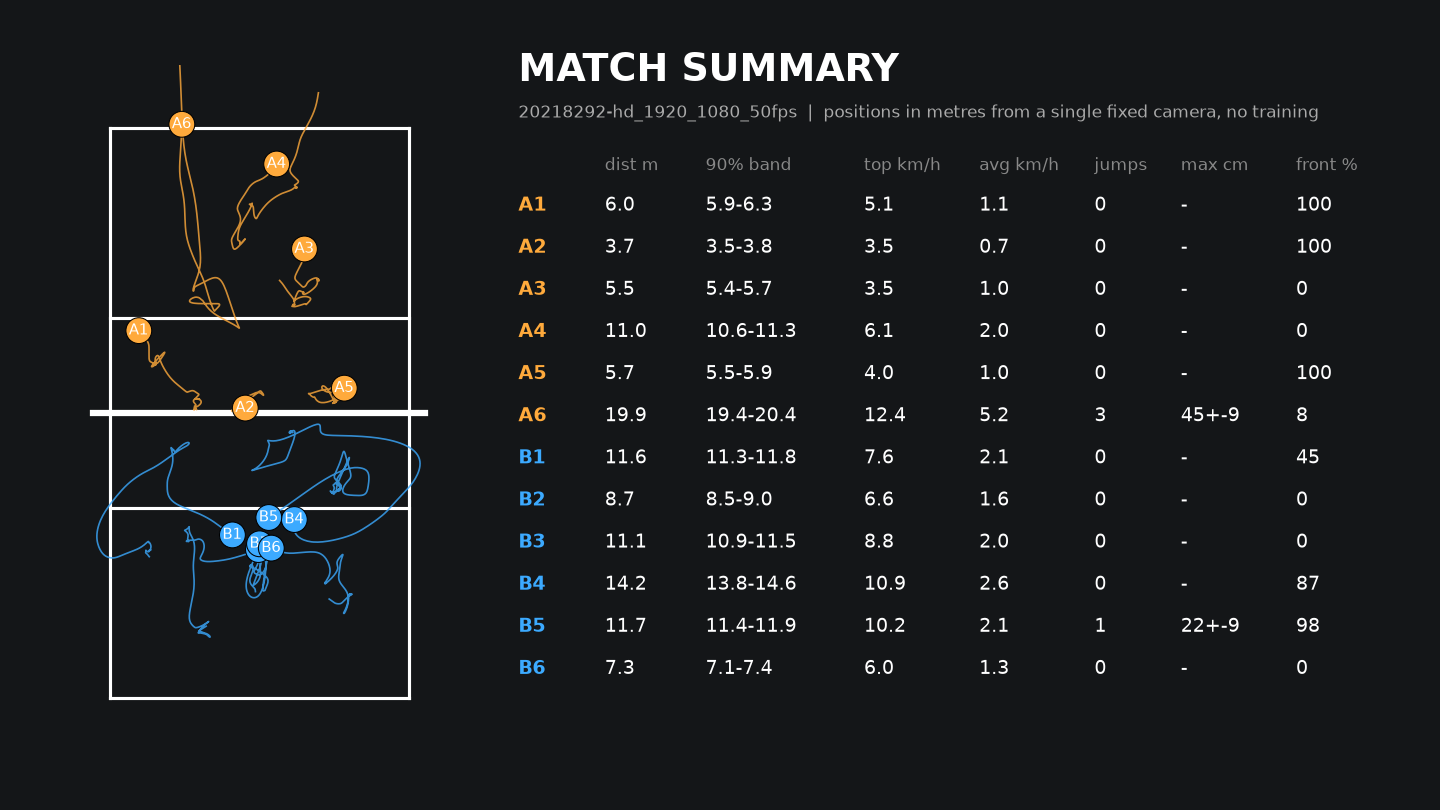 MATCH SUMMARY
20218292-hd_1920_1080_50fps | positions in metres from a single fixed camera, no training
dist m 90% band top km/h avg km/h jumps max cm front %
A1 6.0 5.9-6.3 5.1 1.1 0 - 100
A2 3.7 3.5-3.8 3.5 0.7 0 - 100
A3 5.5 5.4-5.7 3.5 1.0 0 - 0
A4 11.0 10.6-11.3 6.1 2.0 0 - 0
A5 5.7 5.5-5.9 4.0 1.0 0 - 100
A6 19.9 19.4-20.4 12.4 5.2 3 45+-9 8
B1 11.6 11.3-11.8 7.6 2.1 0 - 45
B2 8.7 8.5-9.0 6.6 1.6 0 - 0
B3 11.1 10.9-11.5 8.8 2.0 0 - 0
B4 14.2 13.8-14.6 10.9 2.6 0 - 87
B5 11.7 11.4-11.9 10.2 2.1 1 22+-9 98
B6 7.3 7.1-7.4 6.0 1.3 0 - 0
A6
A4
A3
A1
A5
A2
B5 B4
B1
B6